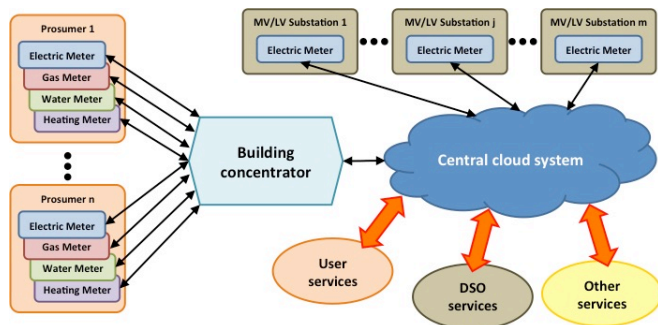 Prosumer 1
Electric Meter
Gas Meter
Water Meter
Heating Meter
Prosumer n
Electric Meter
Gas Meter
Water Meter
Heating Meter
Building
concentrator
MV/LV Substation 1
Electric Meter
MV/LV Substation j
Electric Meter
MV/LV Substation m
Electric Meter
Central cloud system
User
services
DSO
services
Other
services